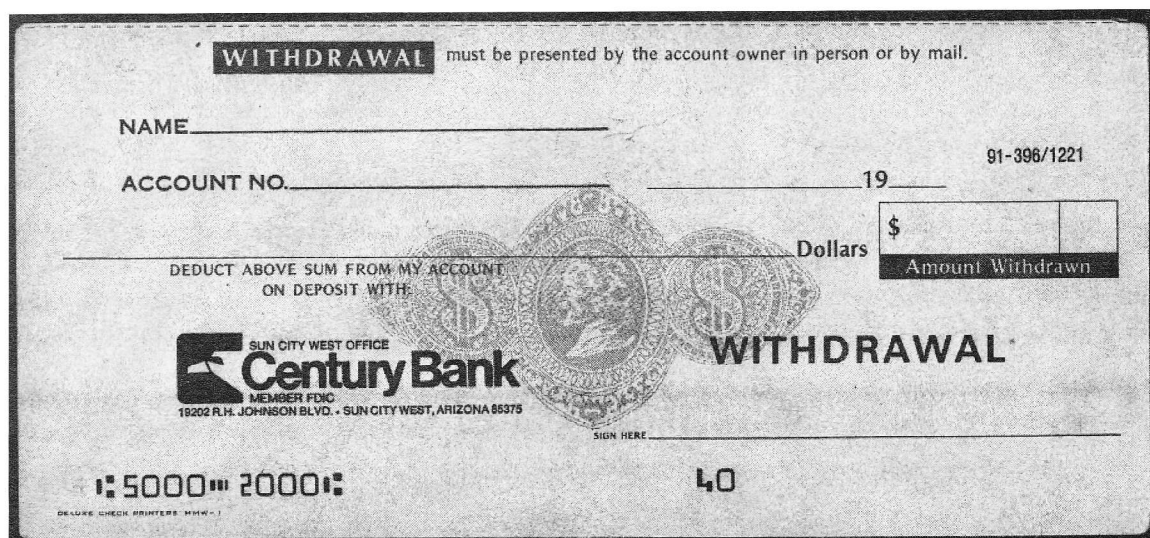 WITHDRAWAL must be presented by the account owner in person or by mail.
NAME
91-396/1221
ACCOUNT NO. 19
$
Dollars
Amount Withdrawn
DEDUCT ABOVE SUM FROM MY ACCOUNT
ON DEPOSIT WITH:
SUN CITY WEST OFFICE
Century Bank
WITHDRAWAL
MEMBER FDIC
19202 R.H. JOHNSON BLVD. • SUN CITY WEST, ARIZONA 85375
SIGN HERE
⑆5000⑉2000⑆ 40
DELUXE CHECK PRINTERS HMW-1